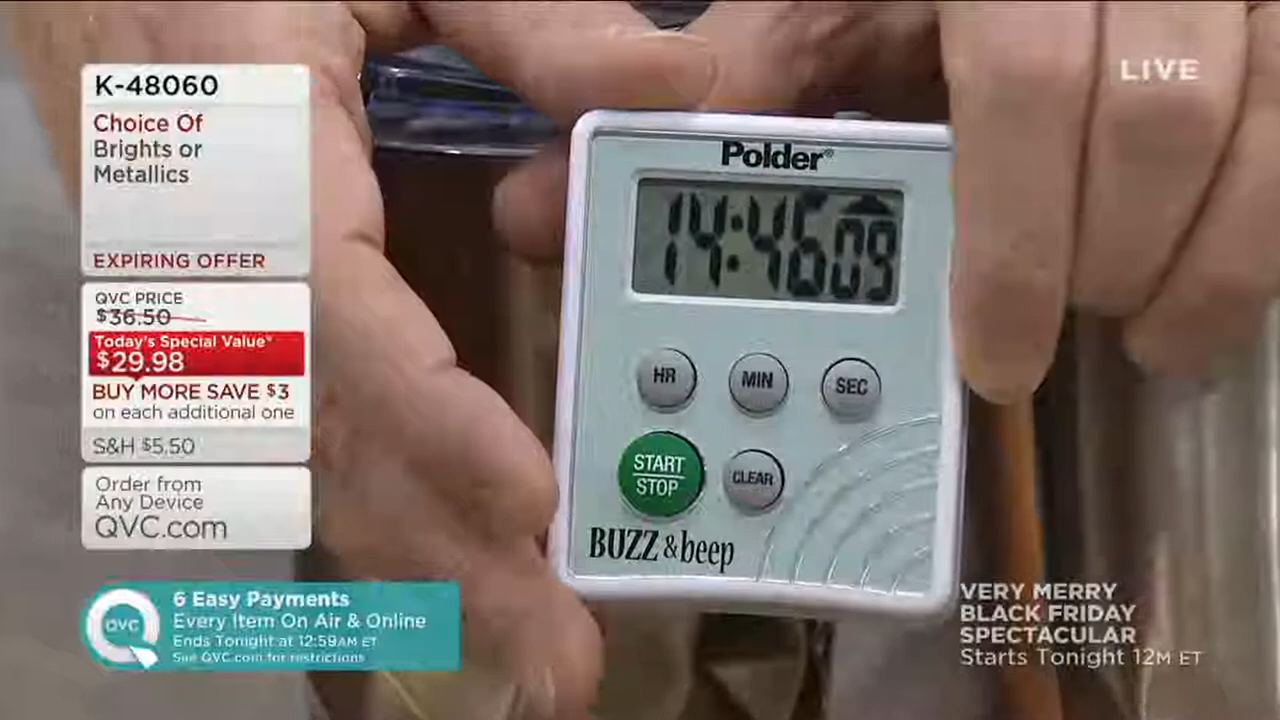 K-48060
Choice Of
Brights or
Metallics
EXPIRING OFFER
QVC PRICE
$36.50
Today's Special Value*
$29.98
BUY MORE SAVE $3
on each additional one
S&H $5.50
Order from
Any Device
QVC.com
QVC
6 Easy Payments
Every Item On Air & Online
Ends Tonight at 12:59AM ET
See QVC.com for restrictions
LIVE
Polder®
14:46 09
HR MIN SEC
START
STOP
CLEAR
BUZZ & beep
VERY MERRY
BLACK FRIDAY
SPECTACULAR
Starts Tonight 12M ET